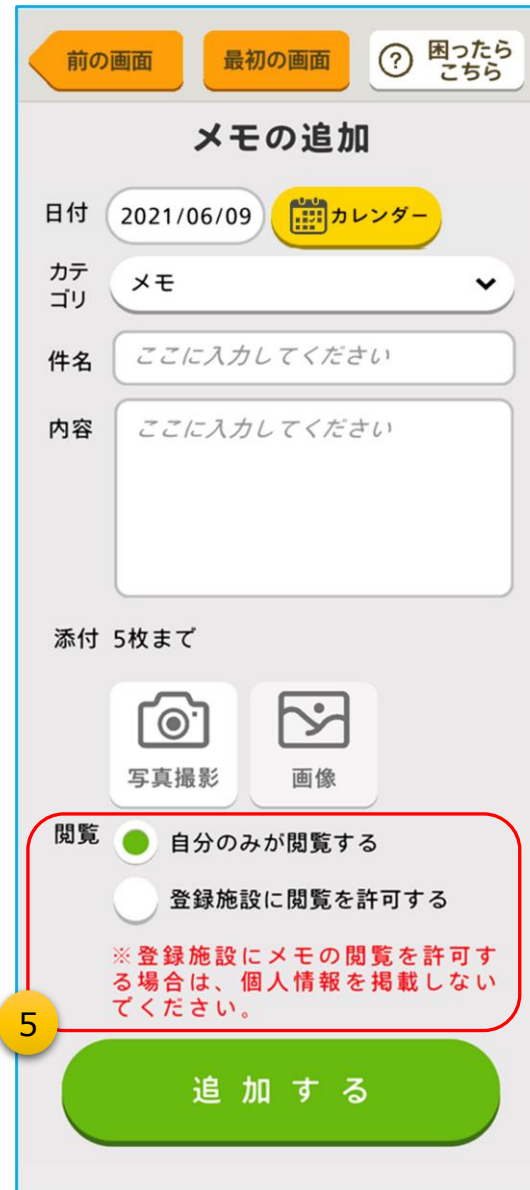 前の画面
最初の画面
? 困ったら
こちら
メモの追加
日付 2021/06/09 カレンダー
カテ
ゴリ
メモ
件名 ここに入力してください
内容 ここに入力してください
添付 5枚まで
写真撮影 画像
閲覧 自分のみが閲覧する
登録施設に閲覧を許可する
※登録施設にメモの閲覧を許可す
る場合は、個人情報を掲載しない
でください。
5
追加する